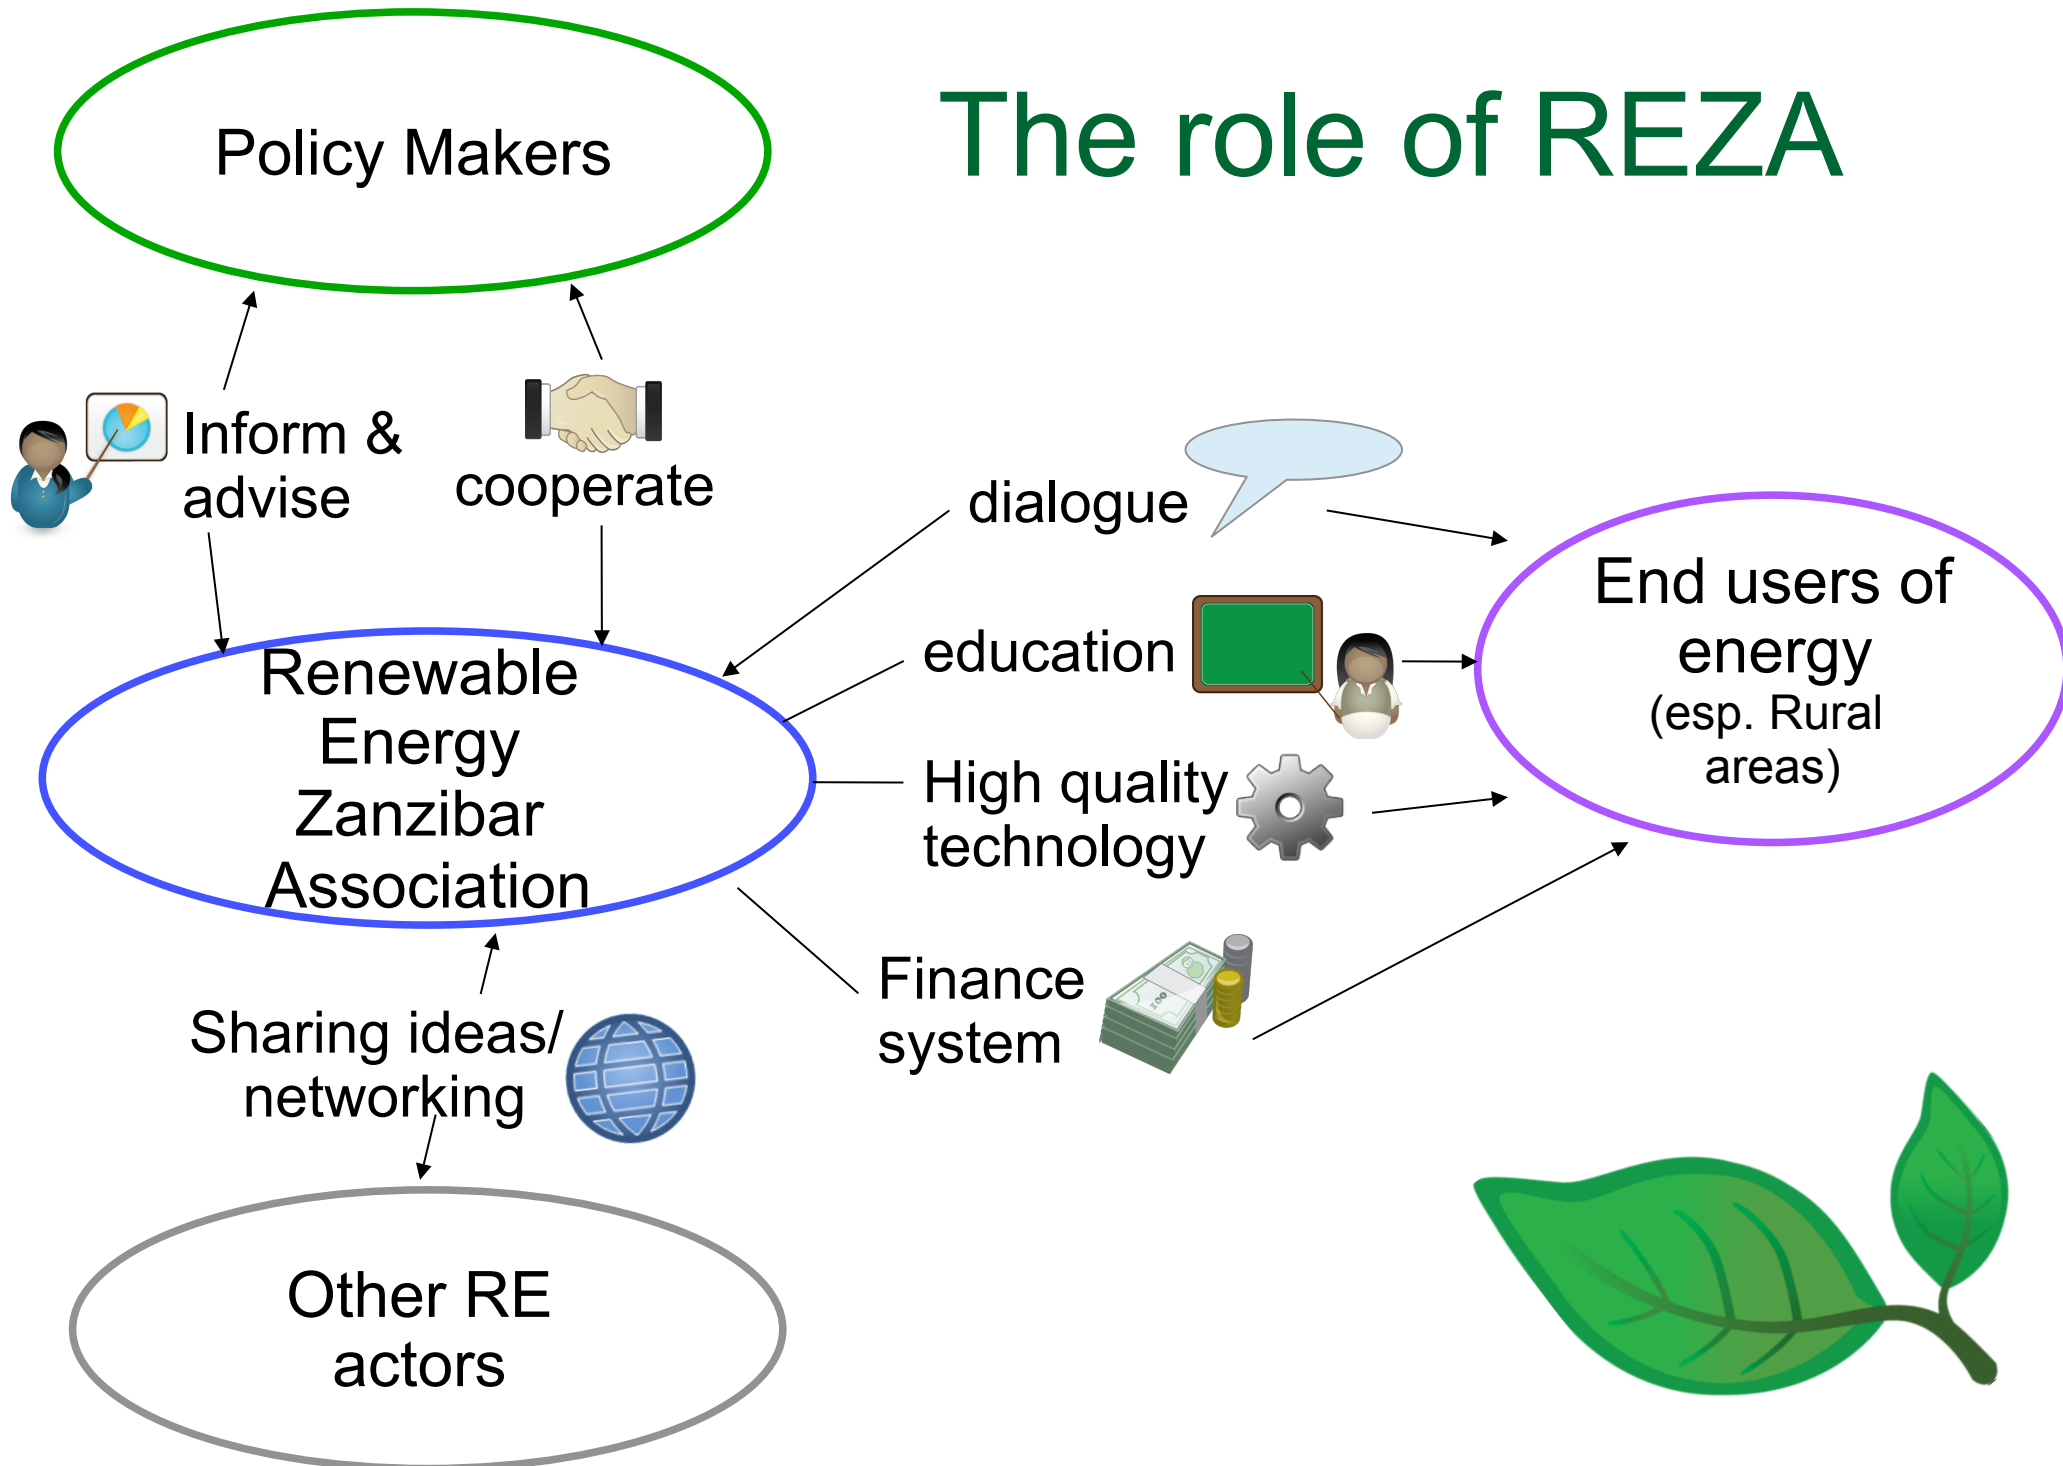 Policy Makers
The role of REZA
Inform &
advise
cooperate
dialogue
education
High quality
technology
Finance
system
End users of
energy
(esp. Rural
areas)
Renewable
Energy
Zanzibar
Association
Sharing ideas/
networking
Other RE
actors